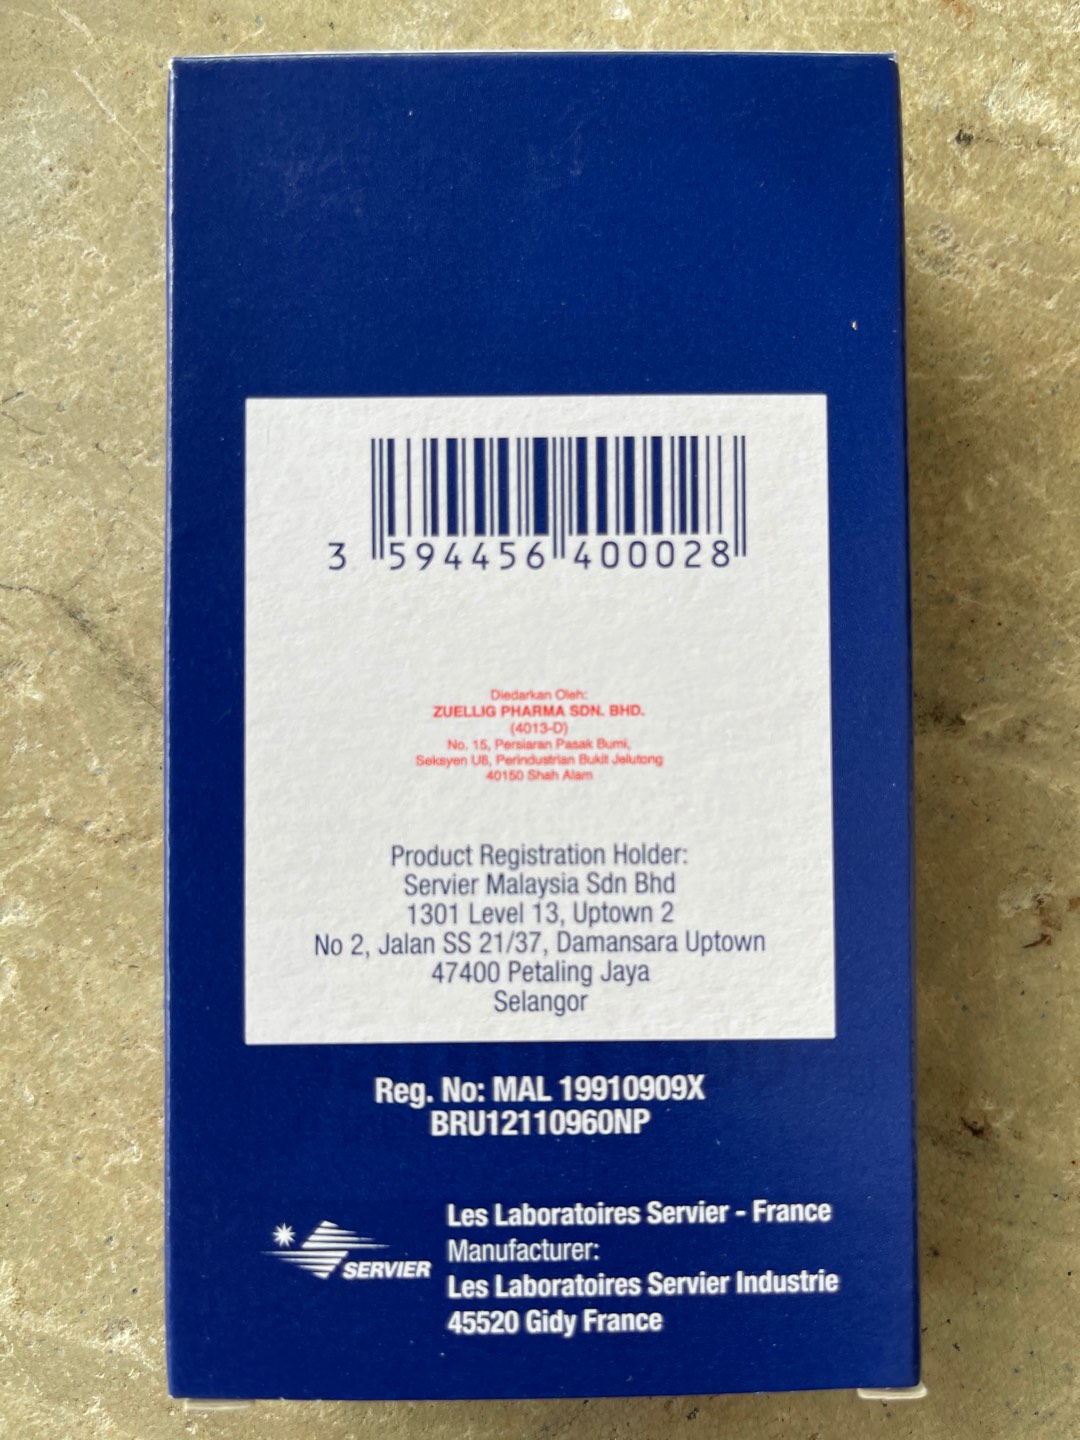 3 594456 400028
Diedarkan Oleh:
ZUELLIG PHARMA SDN. BHD.
(4013-D)
No. 15, Persiaran Pasak Bumi,
Seksyen U8, Perindustrian Bukit Jelutong
40150 Shah Alam
Product Registration Holder:
Servier Malaysia Sdn Bhd
1301 Level 13, Uptown 2
No 2, Jalan SS 21/37, Damansara Uptown
47400 Petaling Jaya
Selangor
Reg. No: MAL 19910909X
BRU12110960NP
SERVIER
Les Laboratoires Servier - France
Manufacturer:
Les Laboratoires Servier Industrie
45520 Gidy France